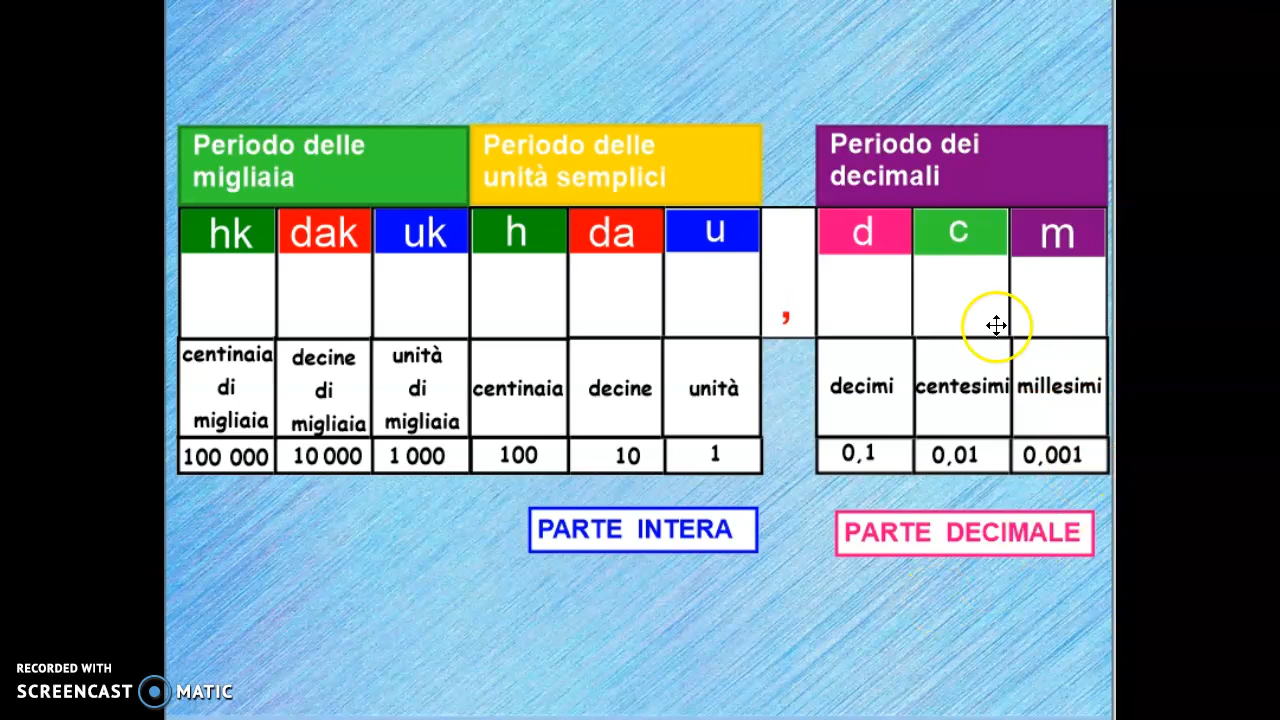 Periodo delle
migliaia
Periodo delle
unità semplici
Periodo dei
decimali
hk dak uk h da u d c m
,
centinaia
di
migliaia
decine
di
migliaia
unità
di
migliaia
centinaia
decine
unità
decimi
centesimi
millesimi
100 000 10 000 1 000 100 10 1 0,1 0,01 0,001
PARTE INTERA
PARTE DECIMALE
RECORDED WITH
SCREENCAST MATIC